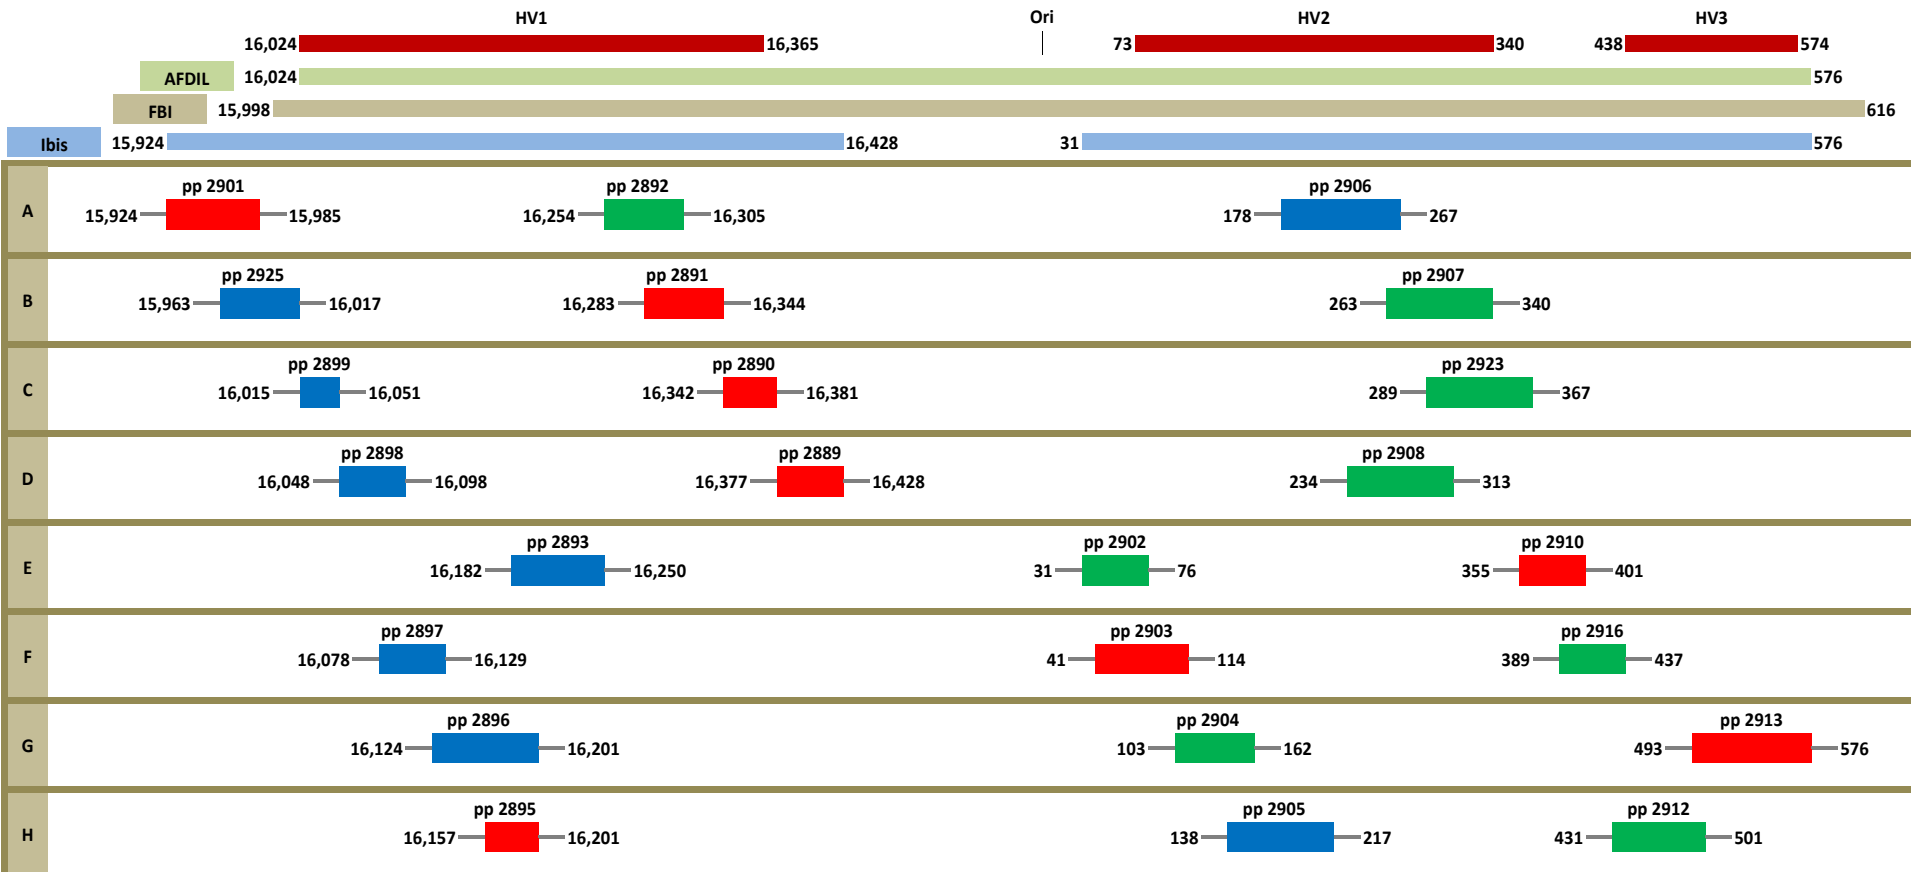 HV1 Ori HV2 HV3
16,024 16,365 73 340 438 574
AFDIL 16,024 576
FBI 15,998 616
Ibis 15,924 16,428 31 576
pp 2901 pp 2892 pp 2906
A 15,924 15,985 16,254 16,305 178 267
pp 2925 pp 2891 pp 2907
B 15,963 16,017 16,283 16,344 263 340
pp 2899 pp 2890 pp 2923
C 16,015 16,051 16,342 16,381 289 367
pp 2898 pp 2889 pp 2908
D 16,048 16,098 16,377 16,428 234 313
pp 2893 pp 2902 pp 2910
E 16,182 16,250 31 76 355 401
pp 2897 pp 2903 pp 2916
F 16,078 16,129 41 114 389 437
pp 2896 pp 2904 pp 2913
G 16,124 16,201 103 162 493 576
pp 2895 pp 2905 pp 2912
H 16,157 16,201 138 217 431 501